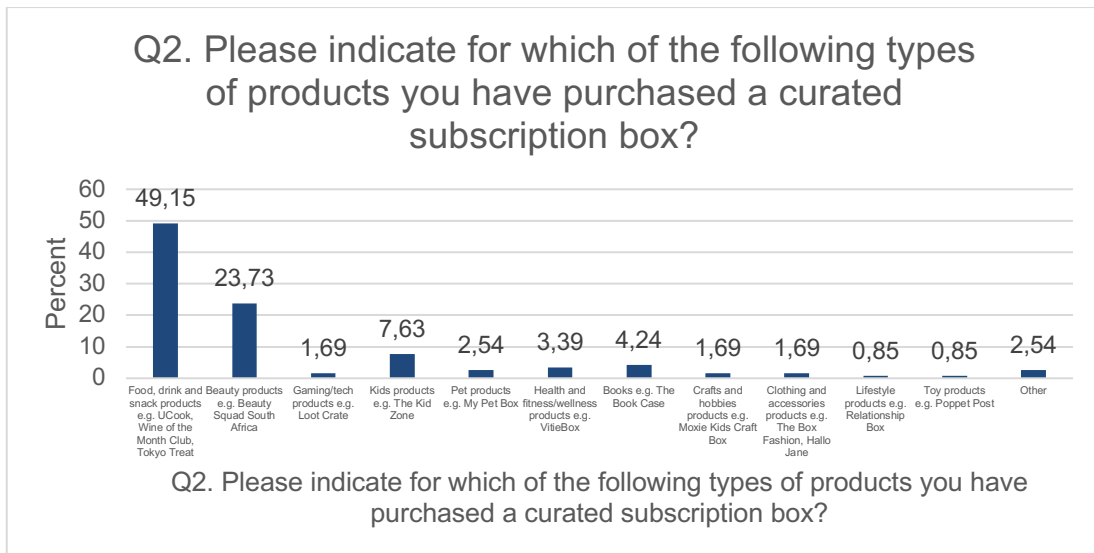 Q2. Please indicate for which of the following types
of products you have purchased a curated
subscription box?
Percent
60
50
40
30
20
10
0
49,15
23,73
1,69
7,63
2,54
3,39
4,24
1,69
1,69
0,85
0,85
2,54
Food, drink and
snack products
e.g. UCook,
Wine of the
Month Club,
Tokyo Treat
Beauty products
e.g. Beauty
Squad South
Africa
Gaming/tech
products e.g.
Loot Crate
Kids products
e.g. The Kid
Zone
Pet products
e.g. My Pet Box
Health and
fitness/wellness
products e.g.
VitieBox
Books e.g. The
Book Case
Crafts and
hobbies
products e.g.
Moxie Kids Craft
Box
Clothing and
accessories
products e.g.
The Box
Fashion, Hallo
Jane
Lifestyle
products e.g.
Relationship
Box
Toy products
e.g. Poppet Post
Other
Q2. Please indicate for which of the following types of products you have
purchased a curated subscription box?